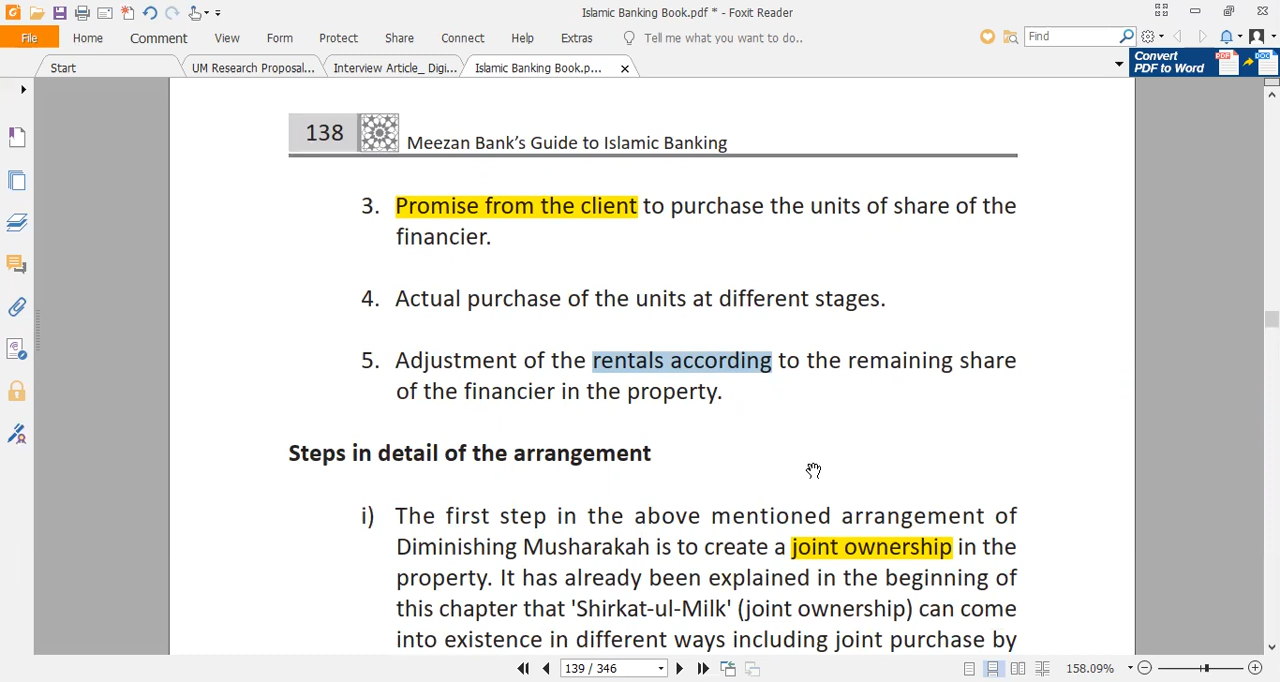 Islamic Banking Book.pdf * - Foxit Reader
File Home Comment View Form Protect Share Connect Help Extras Tell me what you want to do.. Find
Start UM Research Proposal... Interview Article_ Digi... Islamic Banking Book.p...
Convert
PDF to Word
138 Meezan Bank’s Guide to Islamic Banking
3. Promise from the client to purchase the units of share of the
financier.
4. Actual purchase of the units at different stages.
5. Adjustment of the rentals according to the remaining share
of the financier in the property.
Steps in detail of the arrangement
i) The first step in the above mentioned arrangement of
Diminishing Musharakah is to create a joint ownership in the
property. It has already been explained in the beginning of
this chapter that 'Shirkat-ul-Milk' (joint ownership) can come
into existence in different ways including joint purchase by
139 / 346 158.09%